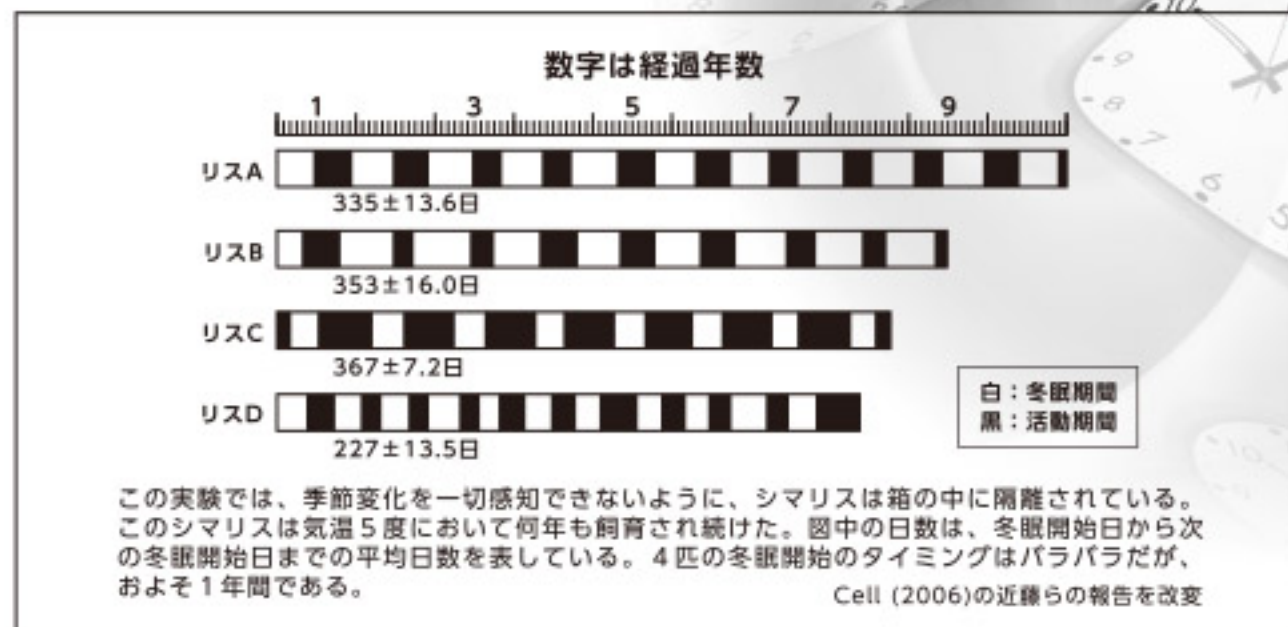 数字は経過年数
1 3 5 7 9
リスA
335±13.6日
リスB
353±16.0日
リスC
367±7.2日
リスD
227±13.5日
白：冬眠期間
黒：活動期間
この実験では、季節変化を一切感知できないように、シマリスは箱の中に隔離されている。
このシマリスは気温５度において何年も飼育され続けた。図中の日数は、冬眠開始日から次
の冬眠開始日までの平均日数を表している。４匹の冬眠開始のタイミングはバラバラだが、
およそ１年間である。
Cell (2006)の近藤らの報告を改変
10
9
8
7
6
5
10